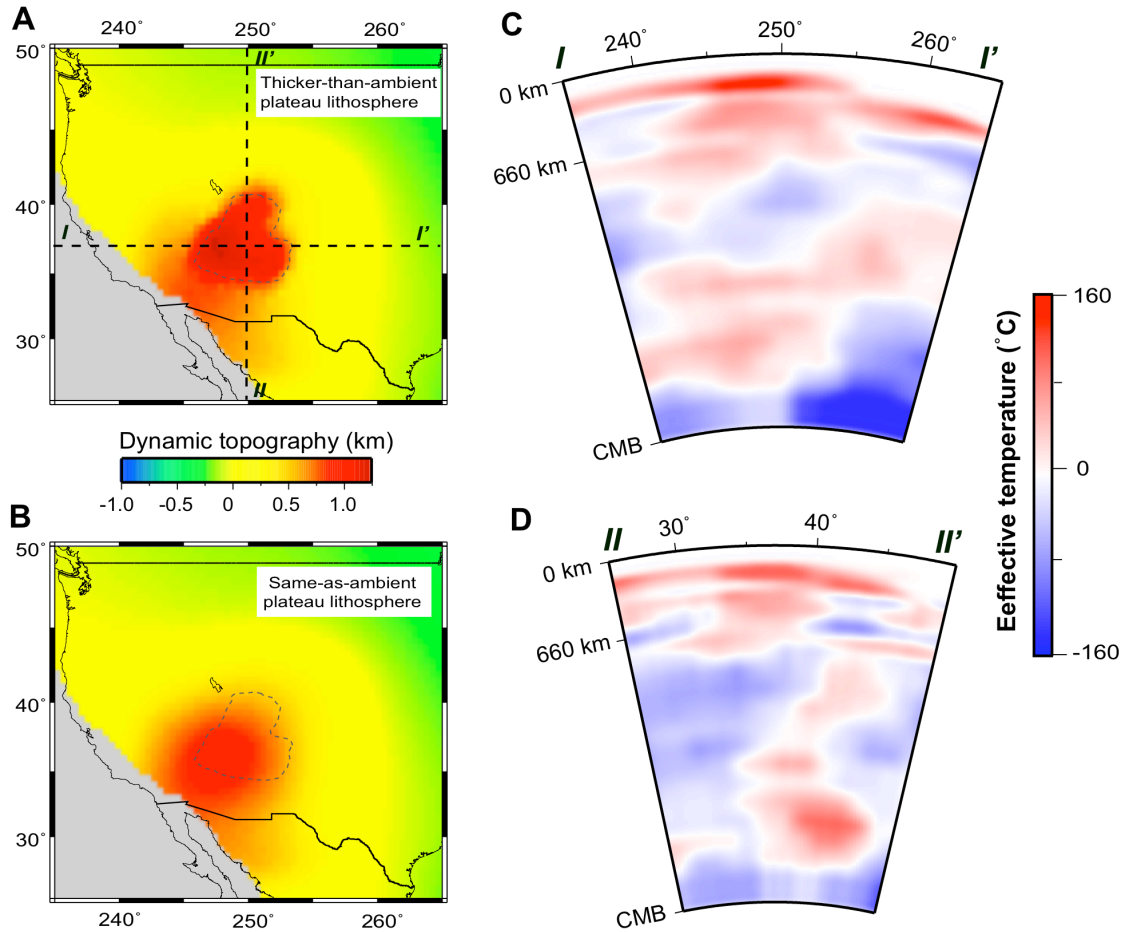 A
240° 250° 260°
50°
II'
Thicker-than-ambient
plateau lithosphere
40°
I I'
30°
II
Dynamic topography (km)
-1.0 -0.5 0 0.5 1.0
B
50°
Same-as-ambient
plateau lithosphere
40°
30°
240° 250° 260°
C
I 240° 250° 260° I'
0 km
660 km
CMB
D
II 30° 40° II'
0 km
660 km
CMB
160
0
-160
Eeffective temperature (°C)